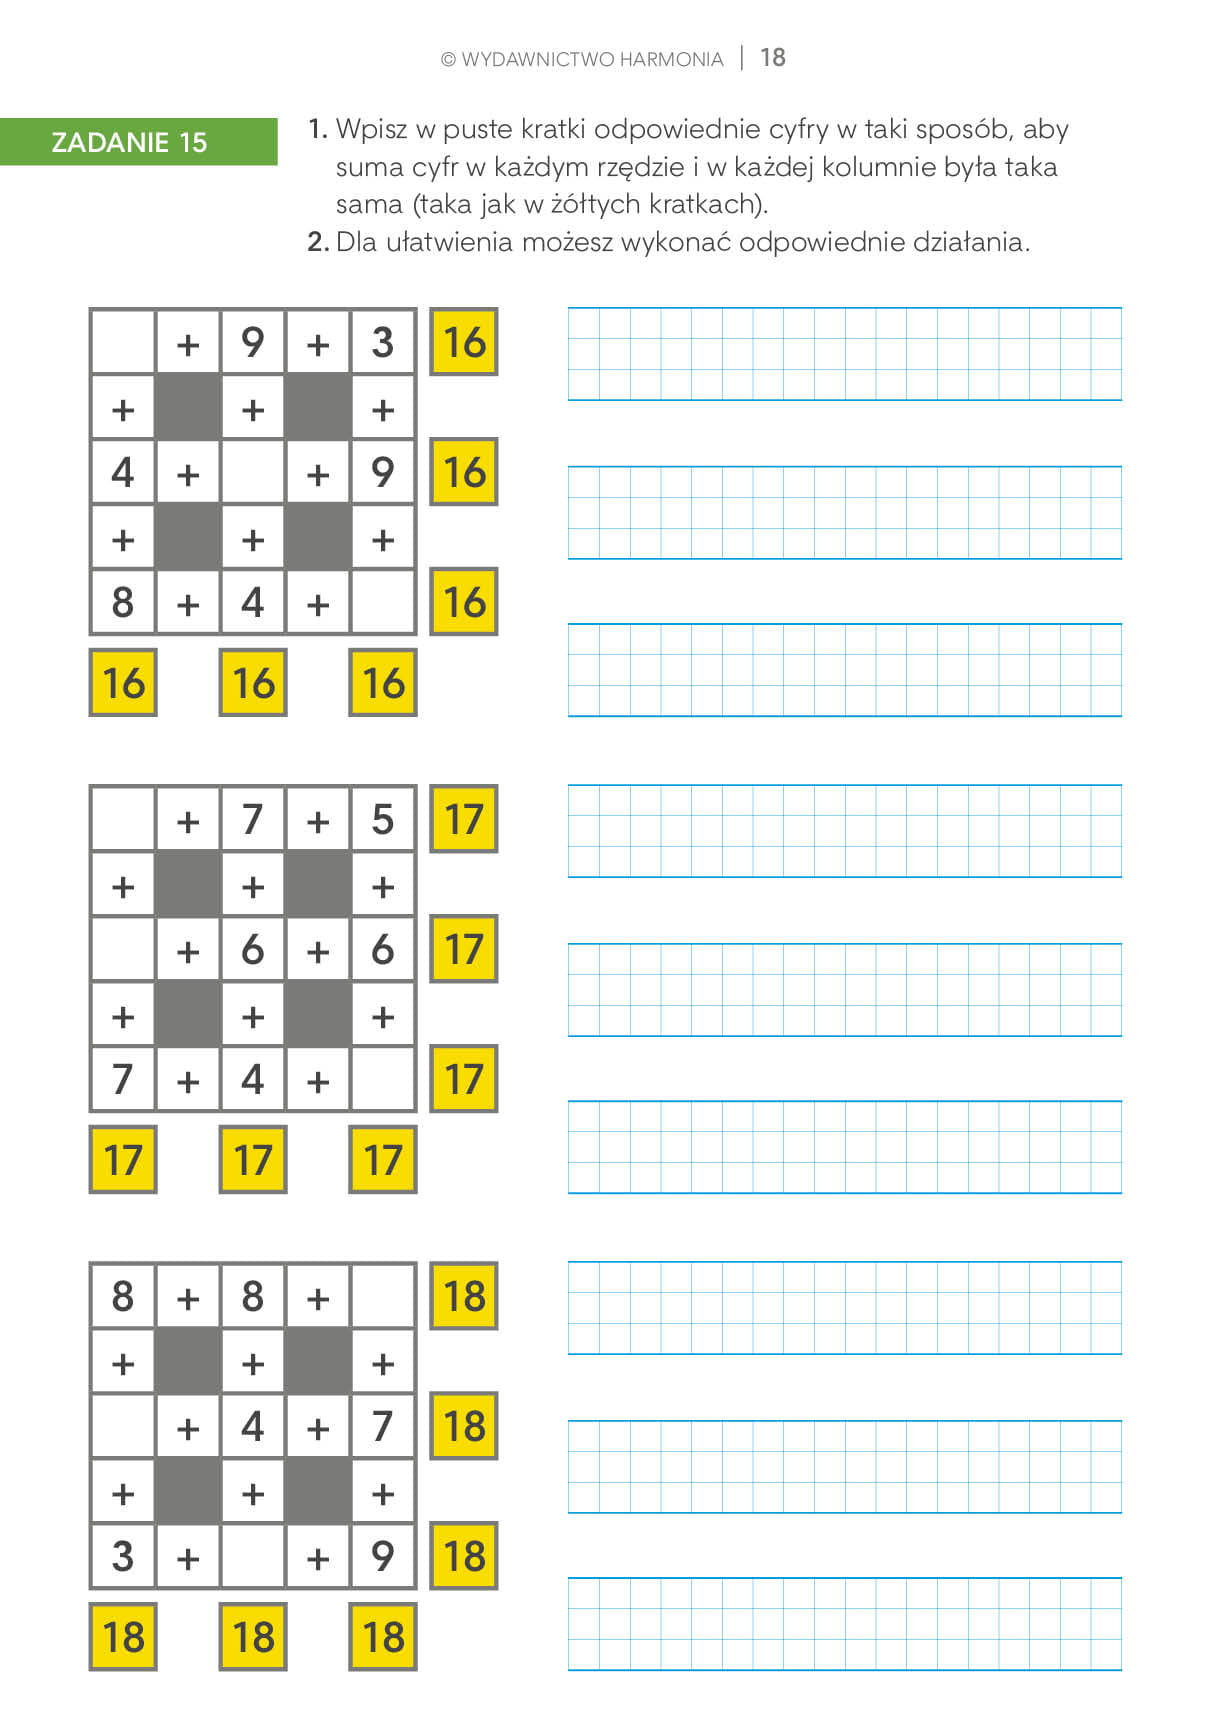 © WYDAWNICTWO HARMONIA | 18
ZADANIE 15
1. Wpisz w puste kratki odpowiednie cyfry w taki sposób, aby
suma cyfr w każdym rzędzie i w każdej kolumnie była taka
sama (taka jak w żółtych kratkach).
2. Dla ułatwienia możesz wykonać odpowiednie działania.
+ 9 + 3 16
+ + +
4 + + 9 16
+ + +
8 + 4 + 16
16 16 16
+ 7 + 5 17
+ + +
+ 6 + 6 17
+ + +
7 + 4 + 17
17 17 17
8 + 8 + 18
+ + +
+ 4 + 7 18
+ + +
3 + + 9 18
18 18 18